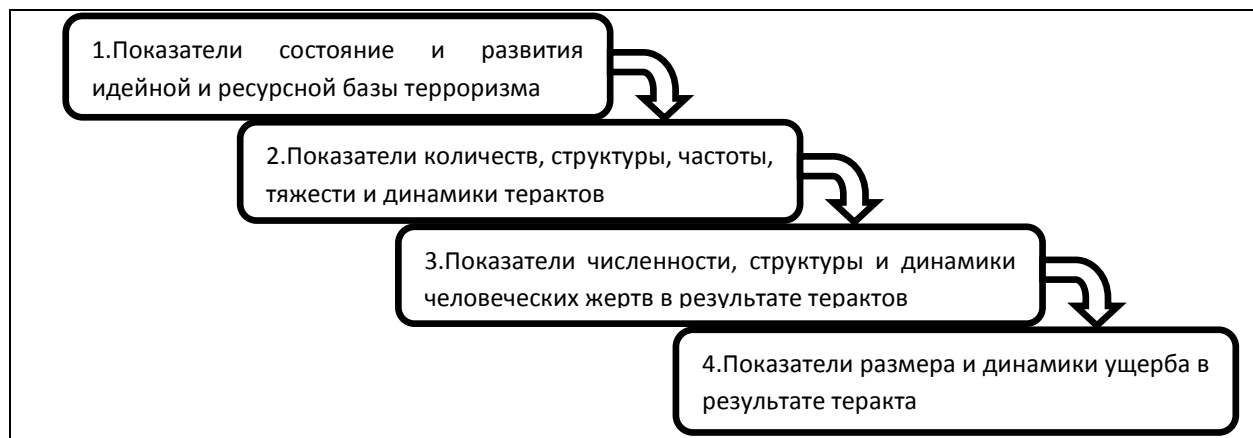 1.Показатели состояние и развития
идейной и ресурсной базы терроризма
2.Показатели количеств, структуры, частоты,
тяжести и динамики терактов
3.Показатели численности, структуры и динамики
человеческих жертв в результате терактов
4.Показатели размера и динамики ущерба в
результате теракта